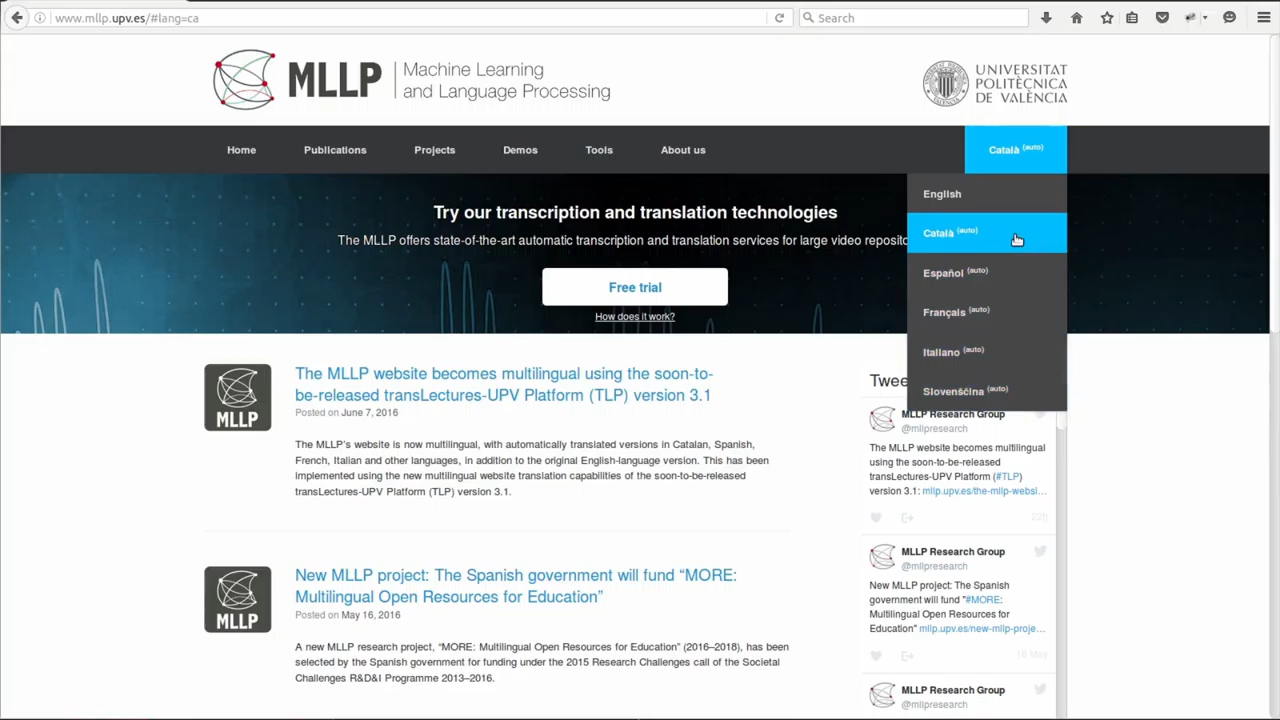 www.mllp.upv.es/#lang=ca
Search
MLLP
Machine Learning
and Language Processing
UNIVERSITAT
POLITÈCNICA
DE VALÈNCIA
Home
Publications
Projects
Demos
Tools
About us
Català (auto)
English
Català (auto)
Español (auto)
Français (auto)
Italiano (auto)
Slovenščina (auto)
Try our transcription and translation technologies
The MLLP offers state-of-the-art automatic transcription and translation services for large video reposito
Free trial
How does it work?
MLLP
The MLLP website becomes multilingual using the soon-to-
be-released transLectures-UPV Platform (TLP) version 3.1
Posted on June 7, 2016
The MLLP's website is now multilingual, with automatically translated versions in Catalan, Spanish,
French, Italian and other languages, in addition to the original English-language version. This has been
implemented using the new multilingual website translation capabilities of the soon-to-be-released
transLectures-UPV Platform (TLP) version 3.1.
MLLP
New MLLP project: The Spanish government will fund “MORE:
Multilingual Open Resources for Education”
Posted on May 16, 2016
A new MLLP research project, “MORE: Multilingual Open Resources for Education” (2016–2018), has been
selected by the Spanish government for funding under the 2015 Research Challenges call of the Societal
Challenges R&D&I Programme 2013–2016.
Twee
MLLP Research Group
@mllpresearch
The MLLP website becomes multilingual
using the soon-to-be-released
transLectures-UPV Platform (#TLP)
version 3.1: mllp.upv.es/the-mllp-websi…
22h
MLLP Research Group
@mllpresearch
New MLLP project: The Spanish
government will fund "#MORE:
Multilingual Open Resources for
Education" mllp.upv.es/new-mllp-proje…
16 May
MLLP Research Group
@mllpresearch